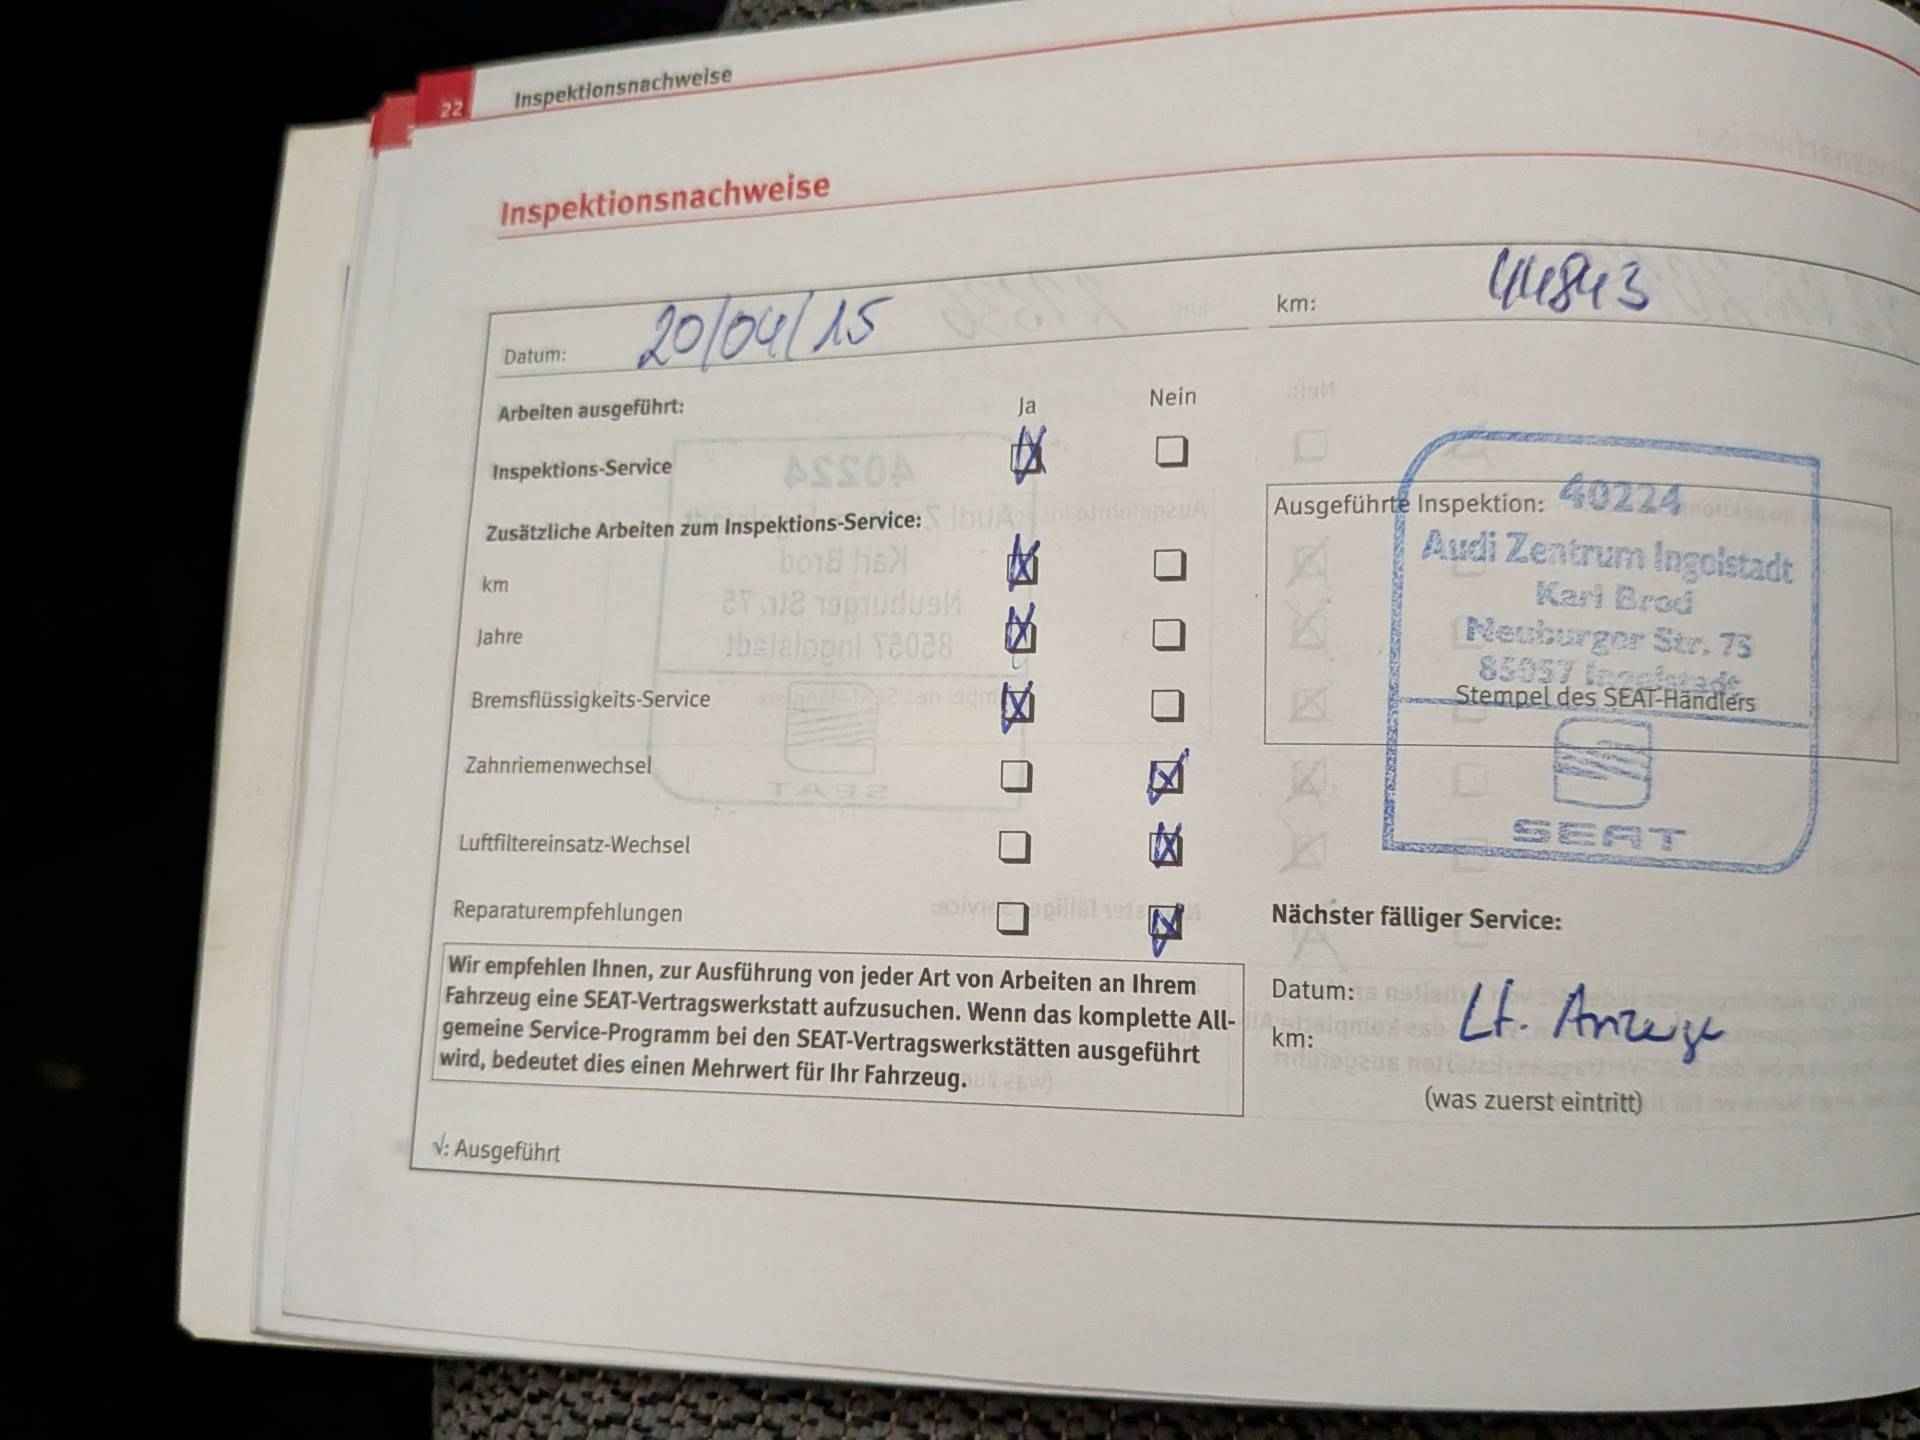 22 Inspektionsnachweise
Inspektionsnachweise
Datum: 20/04/15 km: 44843
Arbeiten ausgeführt: Ja Nein
Inspektions-Service
Zusätzliche Arbeiten zum Inspektions-Service:
km
Jahre
Bremsflüssigkeits-Service
Zahnriemenwechsel
Luftfiltereinsatz-Wechsel
Reparaturempfehlungen
Wir empfehlen Ihnen, zur Ausführung von jeder Art von Arbeiten an Ihrem
Fahrzeug eine SEAT-Vertragswerkstatt aufzusuchen. Wenn das komplette All-
gemeine Service-Programm bei den SEAT-Vertragswerkstätten ausgeführt
wird, bedeutet dies einen Mehrwert für Ihr Fahrzeug.
√: Ausgeführt
Ausgeführte Inspektion: 40224
Audi Zentrum Ingolstadt
Karl Brod
Neuburger Str. 75
85057 Ingolstadt
Stempel des SEAT-Händlers
SEAT
Nächster fälliger Service:
Datum: Lt. Anzeige
km:
(was zuerst eintritt)